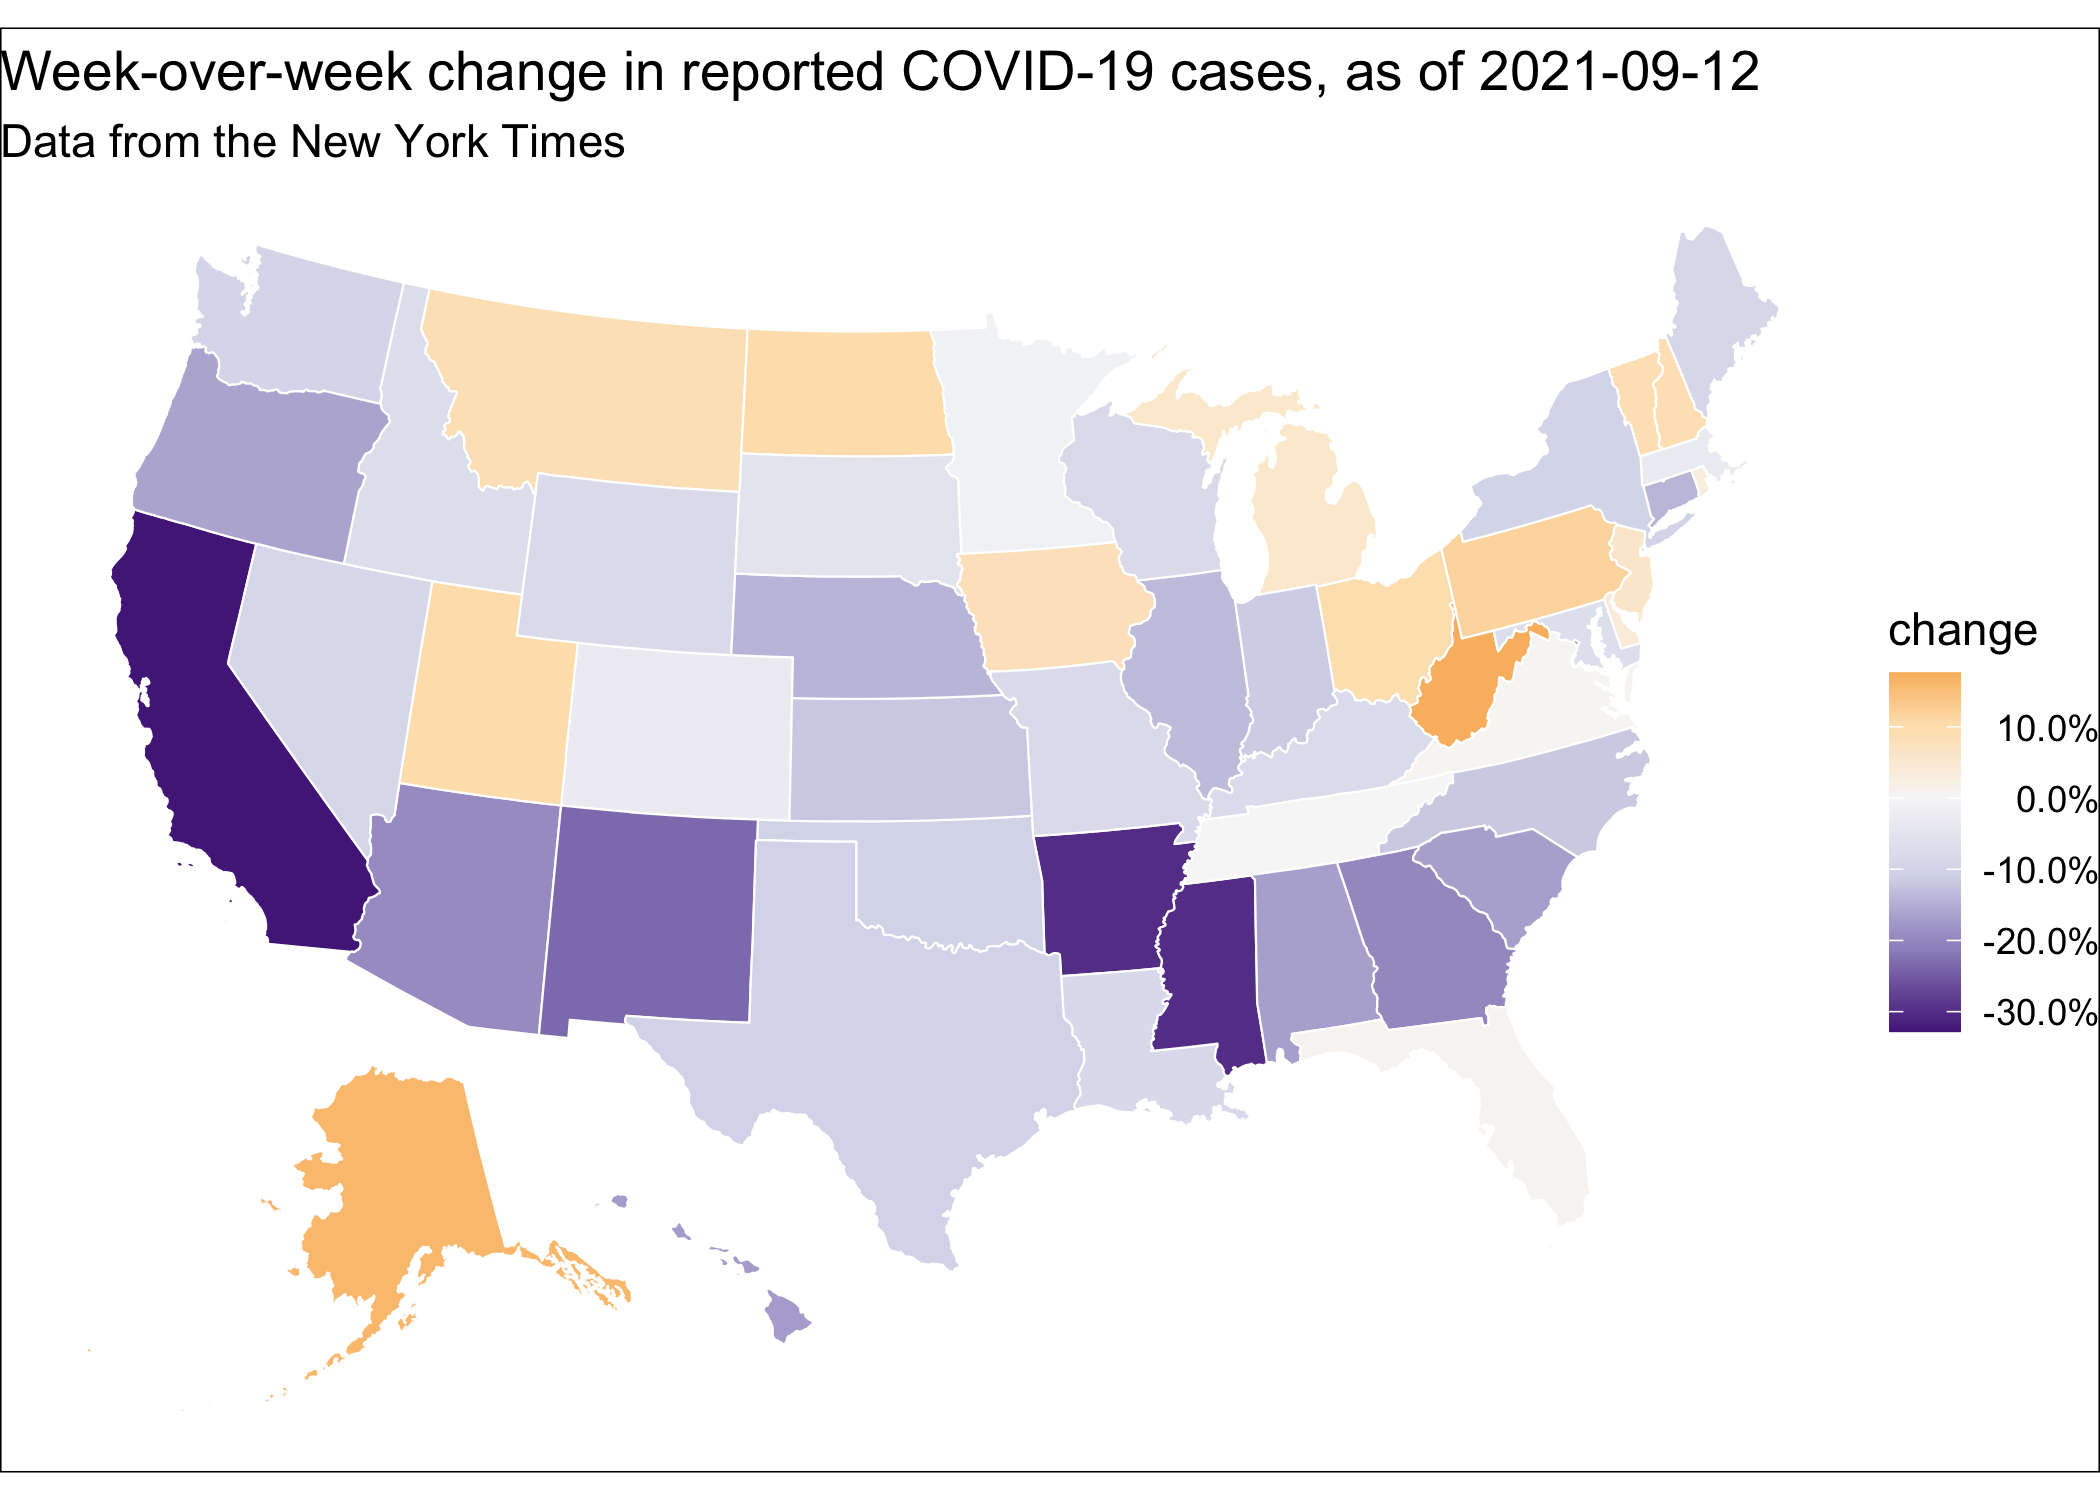 Week-over-week change in reported COVID-19 cases, as of 2021-09-12
Data from the New York Times
change
10.0%
0.0%
-10.0%
-20.0%
-30.0%